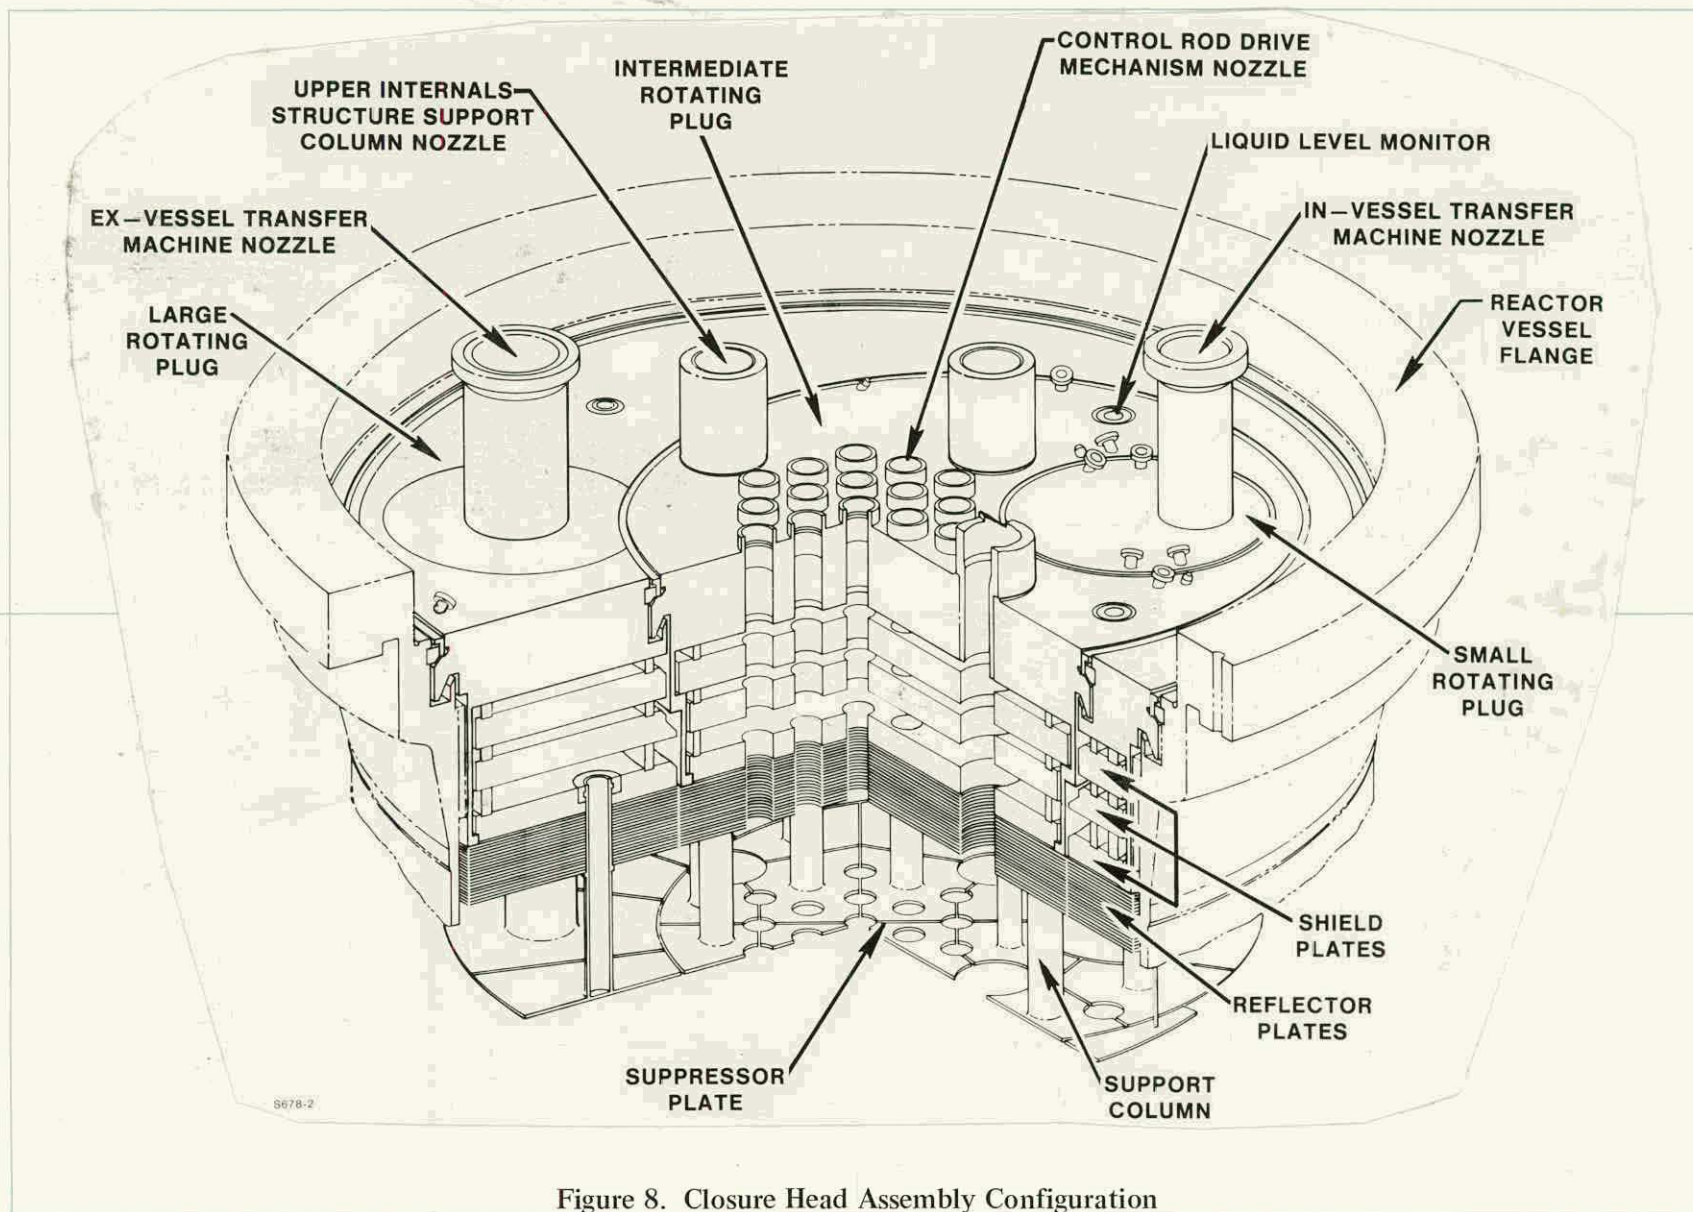 CONTROL ROD DRIVE
MECHANISM NOZZLE
INTERMEDIATE
ROTATING
PLUG
UPPER INTERNALS
STRUCTURE SUPPORT
COLUMN NOZZLE
LIQUID LEVEL MONITOR
EX-VESSEL TRANSFER
MACHINE NOZZLE
IN-VESSEL TRANSFER
MACHINE NOZZLE
LARGE
ROTATING
PLUG
REACTOR
VESSEL
FLANGE
SMALL
ROTATING
PLUG
SHIELD
PLATES
REFLECTOR
PLATES
SUPPRESSOR
PLATE
SUPPORT
COLUMN
S678-2
Figure 8. Closure Head Assembly Configuration